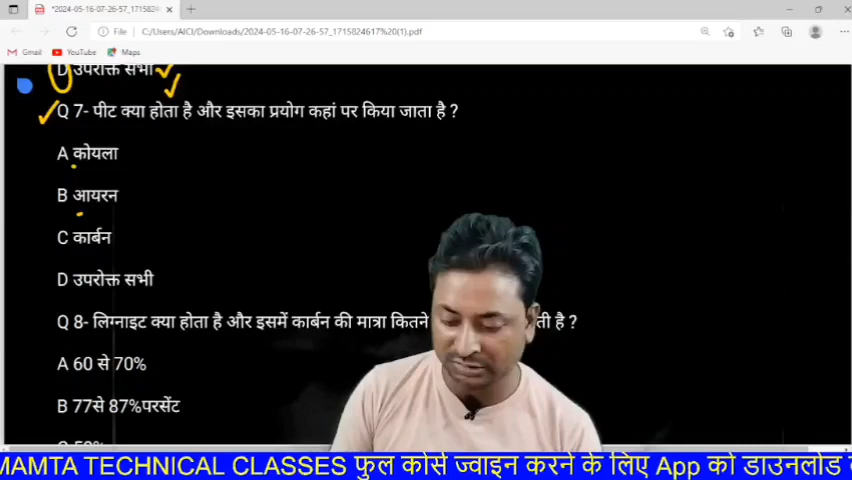 *2024-05-16-07-26-57_171582461
File
C:/Users/AICI/Downloads/2024-05-16-07-26-57_1715824617%20(1).pdf
Gmail
YouTube
Maps
D उपरोक्त सभी
Q 7- पीट क्या होता है और इसका प्रयोग कहां पर किया जाता है ?
A कोयला
B आयरन
C कार्बन
D उपरोक्त सभी
Q 8- लिग्नाइट क्या होता है और इसमें कार्बन की मात्रा कितने ती है ?
A 60 से 70%
B 77से 87%परसेंट
MAMTA TECHNICAL CLASSES फुल कोर्स ज्वाइन करने के लिए App को डाउनलोड